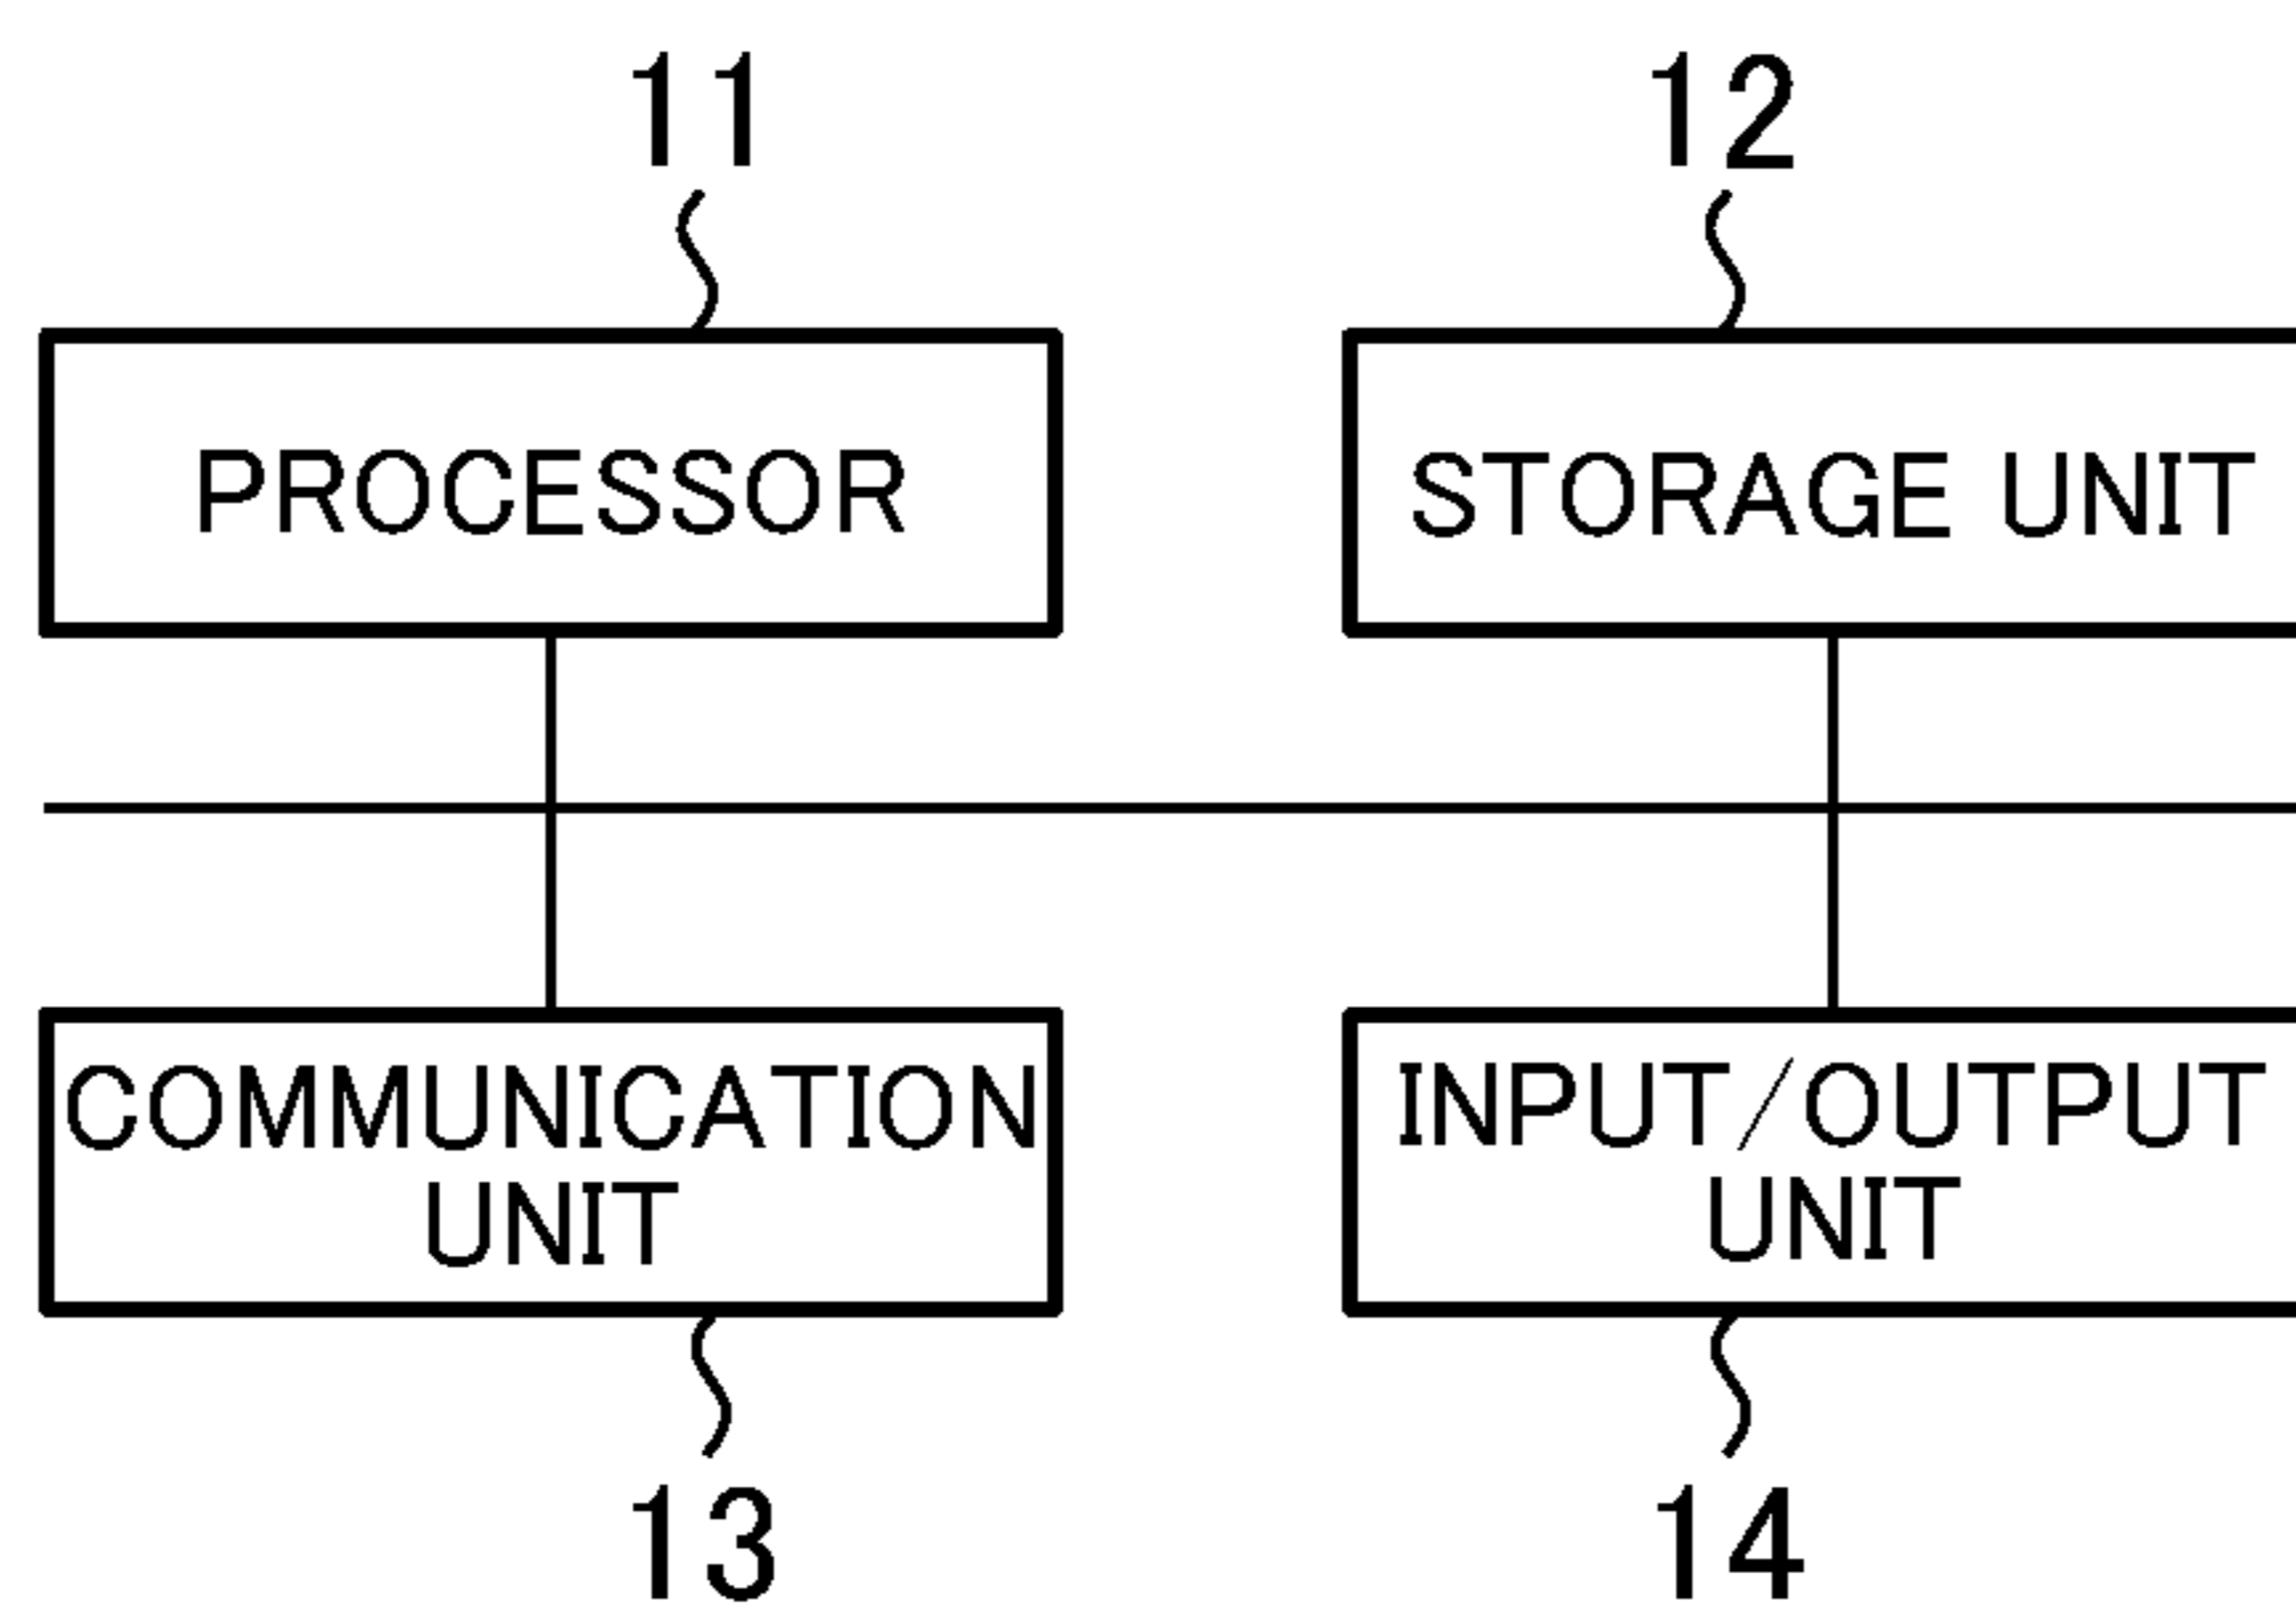 11
12
PROCESSOR
STORAGE UNIT
COMMUNICATION
UNIT
INPUT/OUTPUT
UNIT
13
14